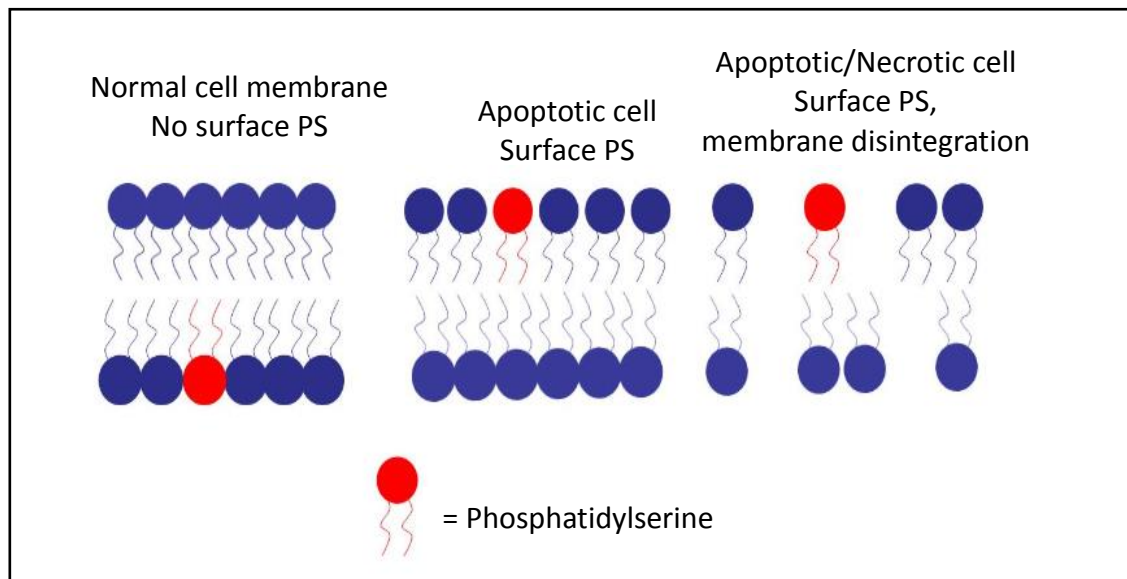 Normal cell membrane
No surface PS
Apoptotic cell
Surface PS
Apoptotic/Necrotic cell
Surface PS,
membrane disintegration
= Phosphatidylserine